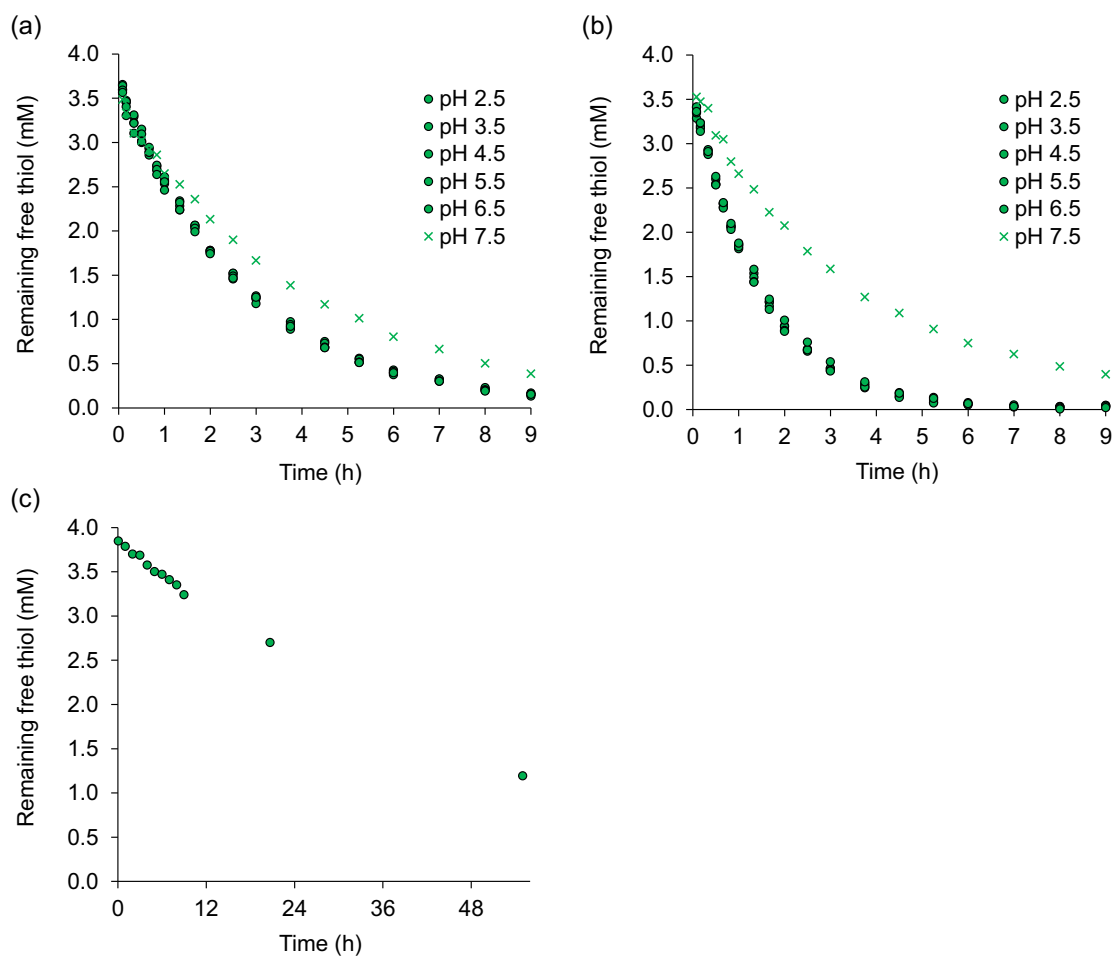 (a)
Remaining free thiol (mM)
4.0
3.5
3.0
2.5
2.0
1.5
1.0
0.5
0.0
0 1 2 3 4 5 6 7 8 9
Time (h)
pH 2.5
pH 3.5
pH 4.5
pH 5.5
pH 6.5
pH 7.5
(b)
Remaining free thiol (mM)
4.0
3.5
3.0
2.5
2.0
1.5
1.0
0.5
0.0
0 1 2 3 4 5 6 7 8 9
Time (h)
pH 2.5
pH 3.5
pH 4.5
pH 5.5
pH 6.5
pH 7.5
(c)
Remaining free thiol (mM)
4.0
3.5
3.0
2.5
2.0
1.5
1.0
0.5
0.0
0 12 24 36 48
Time (h)